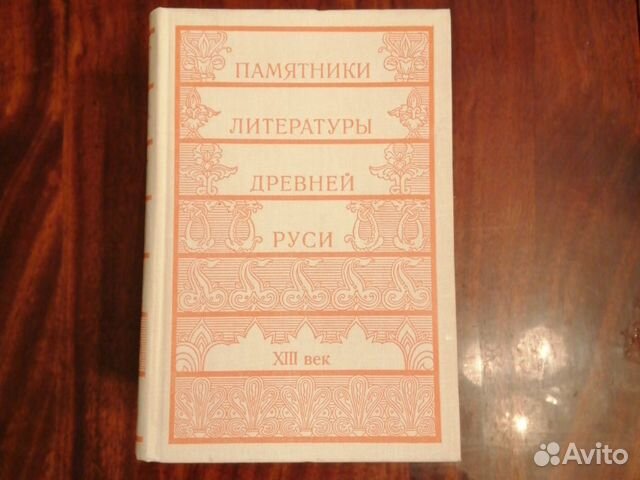 ПАМЯТНИКИ
ЛИТЕРАТУРЫ
ДРЕВНЕЙ
РУСИ
XIII век
Avito